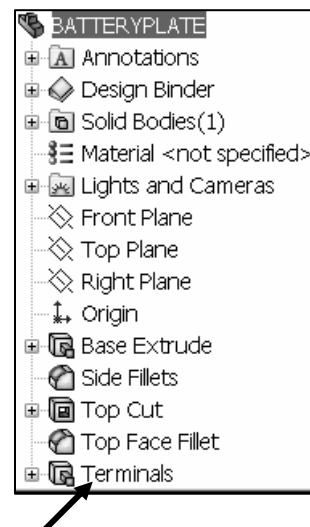 BATTERYPLATE
Annotations
Design Binder
Solid Bodies(1)
Material <not specified>
Lights and Cameras
Front Plane
Top Plane
Right Plane
Origin
Base Extrude
Side Fillets
Top Cut
Top Face Fillet
Terminals